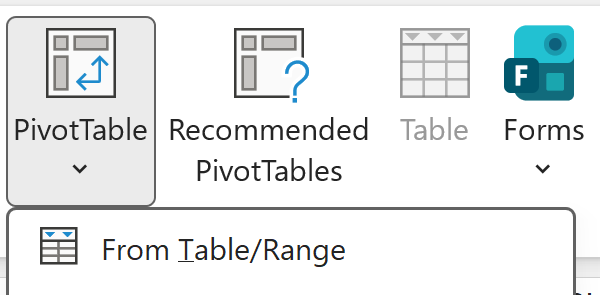 PivotTable
Recommended
PivotTables
Table
Forms
F
From Table/Range